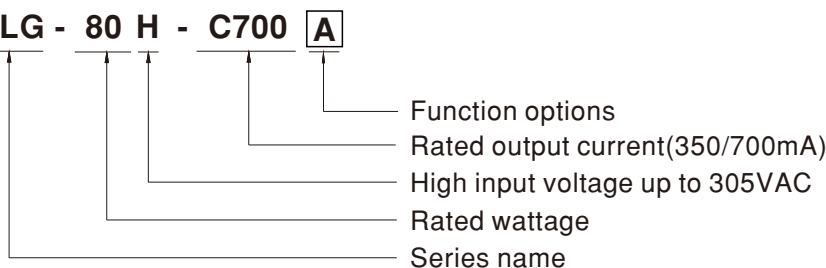 LG - 80 H - C700 A
Function options
Rated output current(350/700mA)
High input voltage up to 305VAC
Rated wattage
Series name